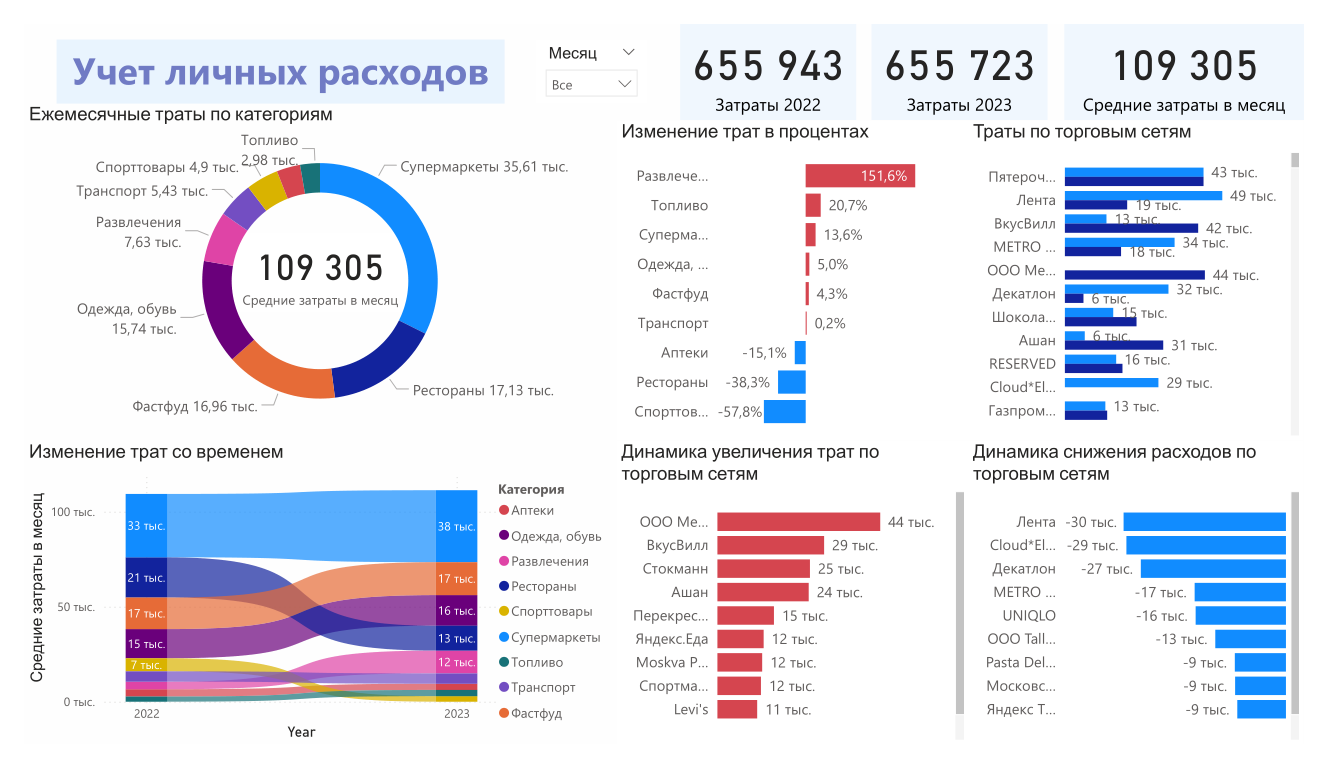 Учет личных расходов
Месяц
Все
655 943
Затраты 2022
655 723
Затраты 2023
109 305
Средние затраты в месяц
Ежемесячные траты по категориям
Топливо
2,98 тыс.
Спорттовары 4,9 тыс.
Транспорт 5,43 тыс.
Развлечения
7,63 тыс.
Одежда, обувь
15,74 тыс.
Фастфуд 16,96 тыс.
Супермаркеты 35,61 тыс.
Рестораны 17,13 тыс.
109 305
Средние затраты в месяц
Изменение трат в процентах
Развлече... 151,6%
Топливо 20,7%
Суперма... 13,6%
Одежда, ... 5,0%
Фастфуд 4,3%
Транспорт 0,2%
Аптеки -15,1%
Рестораны -38,3%
Спорттов... -57,8%
Траты по торговым сетям
Пятероч... 43 тыс.
Лента 49 тыс.
19 тыс.
ВкусВилл 13 тыс.
42 тыс.
METRO ... 34 тыс.
18 тыс.
ООО Ме... 44 тыс.
Декатлон 32 тыс.
6 тыс.
Шокола... 15 тыс.
Ашан 6 тыс.
31 тыс.
RESERVED 16 тыс.
Cloud*El... 29 тыс.
Газпром... 13 тыс.
Изменение трат со временем
Средние затраты в месяц
100 тыс.
50 тыс.
0 тыс.
33 тыс.
21 тыс.
17 тыс.
15 тыс.
7 тыс.
38 тыс.
17 тыс.
16 тыс.
13 тыс.
12 тыс.
2022
2023
Year
Категория
Аптеки
Одежда, обувь
Развлечения
Рестораны
Спорттовары
Супермаркеты
Топливо
Транспорт
Фастфуд
Динамика увеличения трат по
торговым сетям
ООО Ме... 44 тыс.
ВкусВилл 29 тыс.
Стокманн 25 тыс.
Ашан 24 тыс.
Перекрес... 15 тыс.
Яндекс.Еда 12 тыс.
Moskva P... 12 тыс.
Спортма... 12 тыс.
Levi's 11 тыс.
Динамика снижения расходов по
торговым сетям
Лента -30 тыс.
Cloud*El... -29 тыс.
Декатлон -27 тыс.
METRO ... -17 тыс.
UNIQLO -16 тыс.
ООО Tall... -13 тыс.
Pasta Del... -9 тыс.
Московс... -9 тыс.
Яндекс Т... -9 тыс.